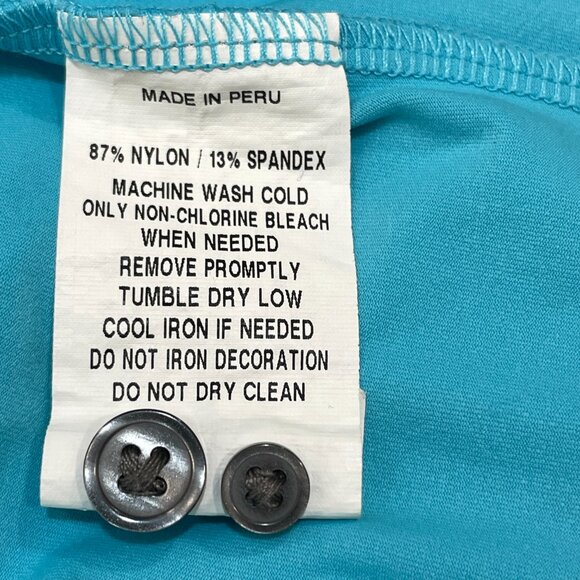 MADE IN PERU
87% NYLON / 13% SPANDEX
MACHINE WASH COLD
ONLY NON-CHLORINE BLEACH
WHEN NEEDED
REMOVE PROMPTLY
TUMBLE DRY LOW
COOL IRON IF NEEDED
DO NOT IRON DECORATION
DO NOT DRY CLEAN